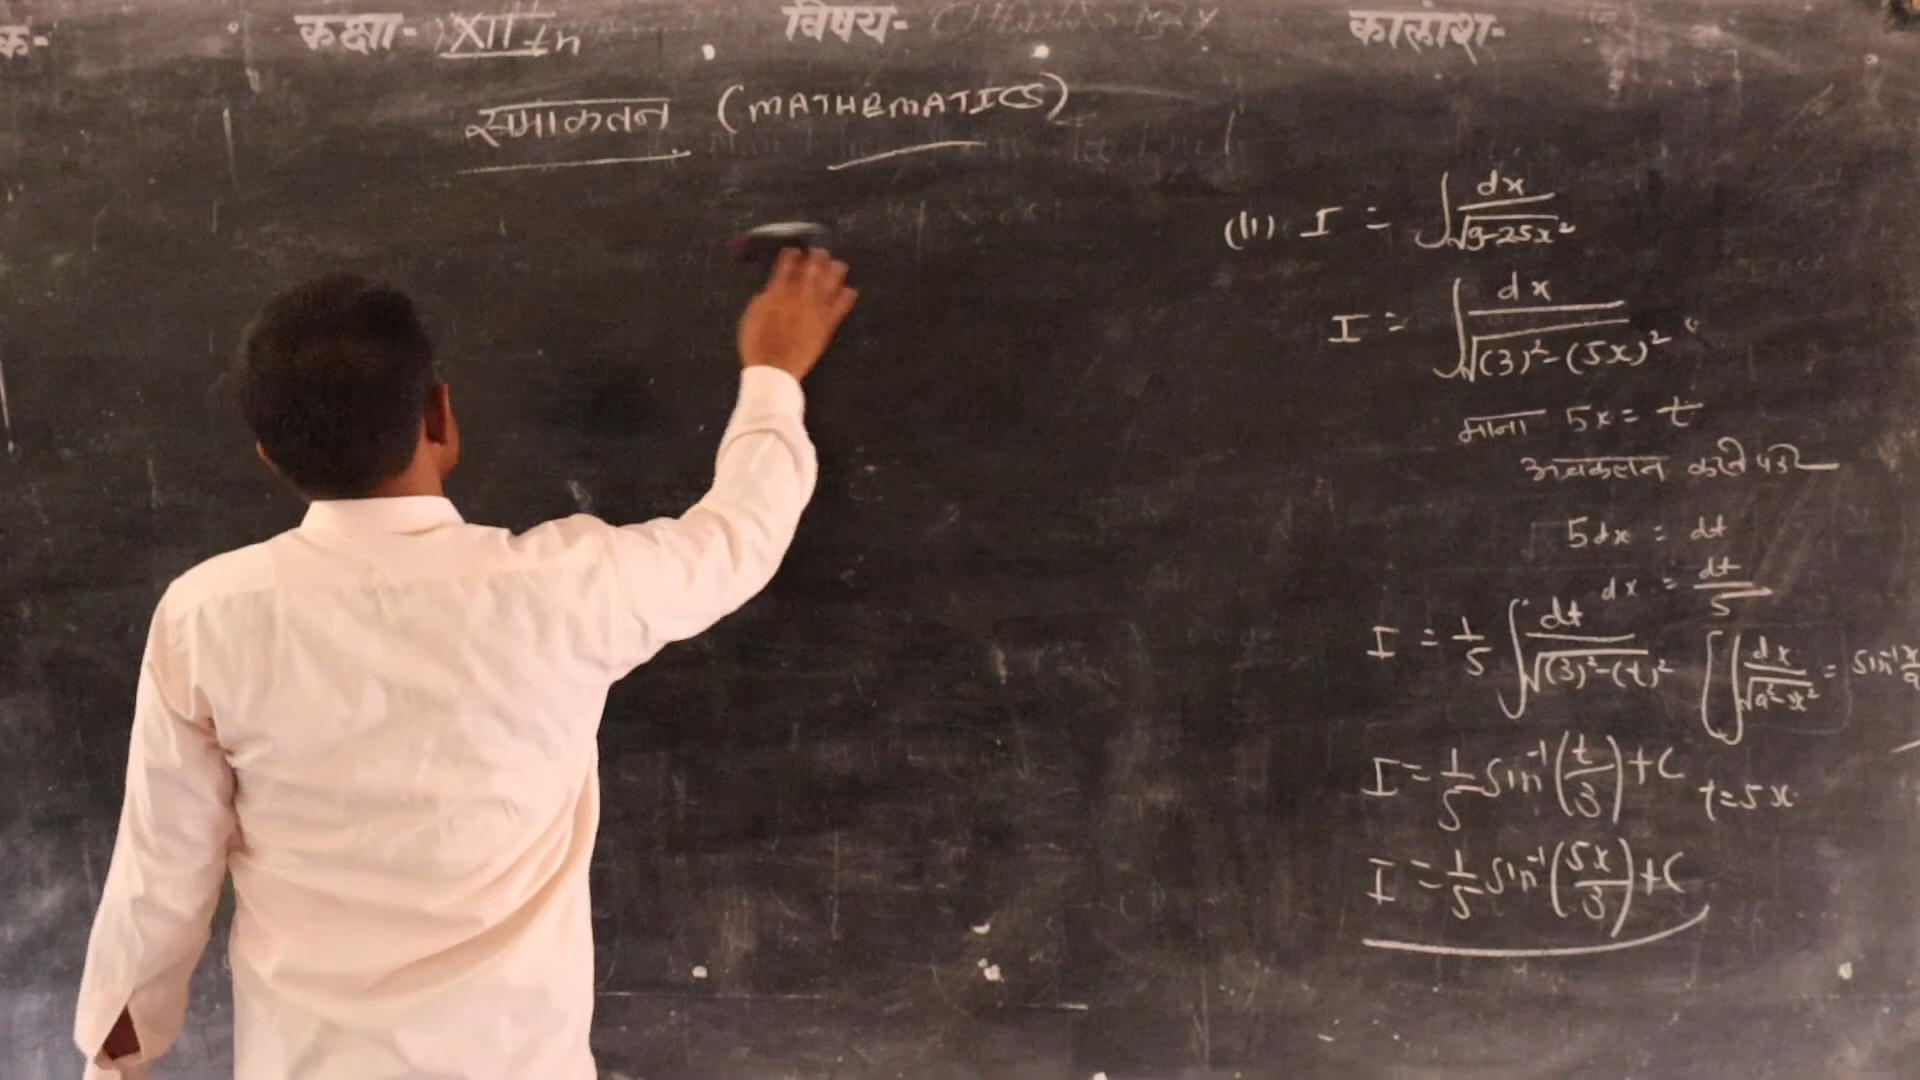 कक्षा- XII th विषय- कालांश-
समाकलन (MATHEMATICS)
(II) I = ∫ dx/√9-25x²
I = ∫ dx/√(3)²-(5x)²
माना 5x = t
अवकलन करने पर
5dx = dt
dx = dt/5
I = 1/5 ∫ dt/√(3)²-(t)² [∫ dx/√a²-x² = sin⁻¹ x/a
I = 1/5 sin⁻¹(t/3)+C t=5x
I = 1/5 sin⁻¹(5x/3)+C